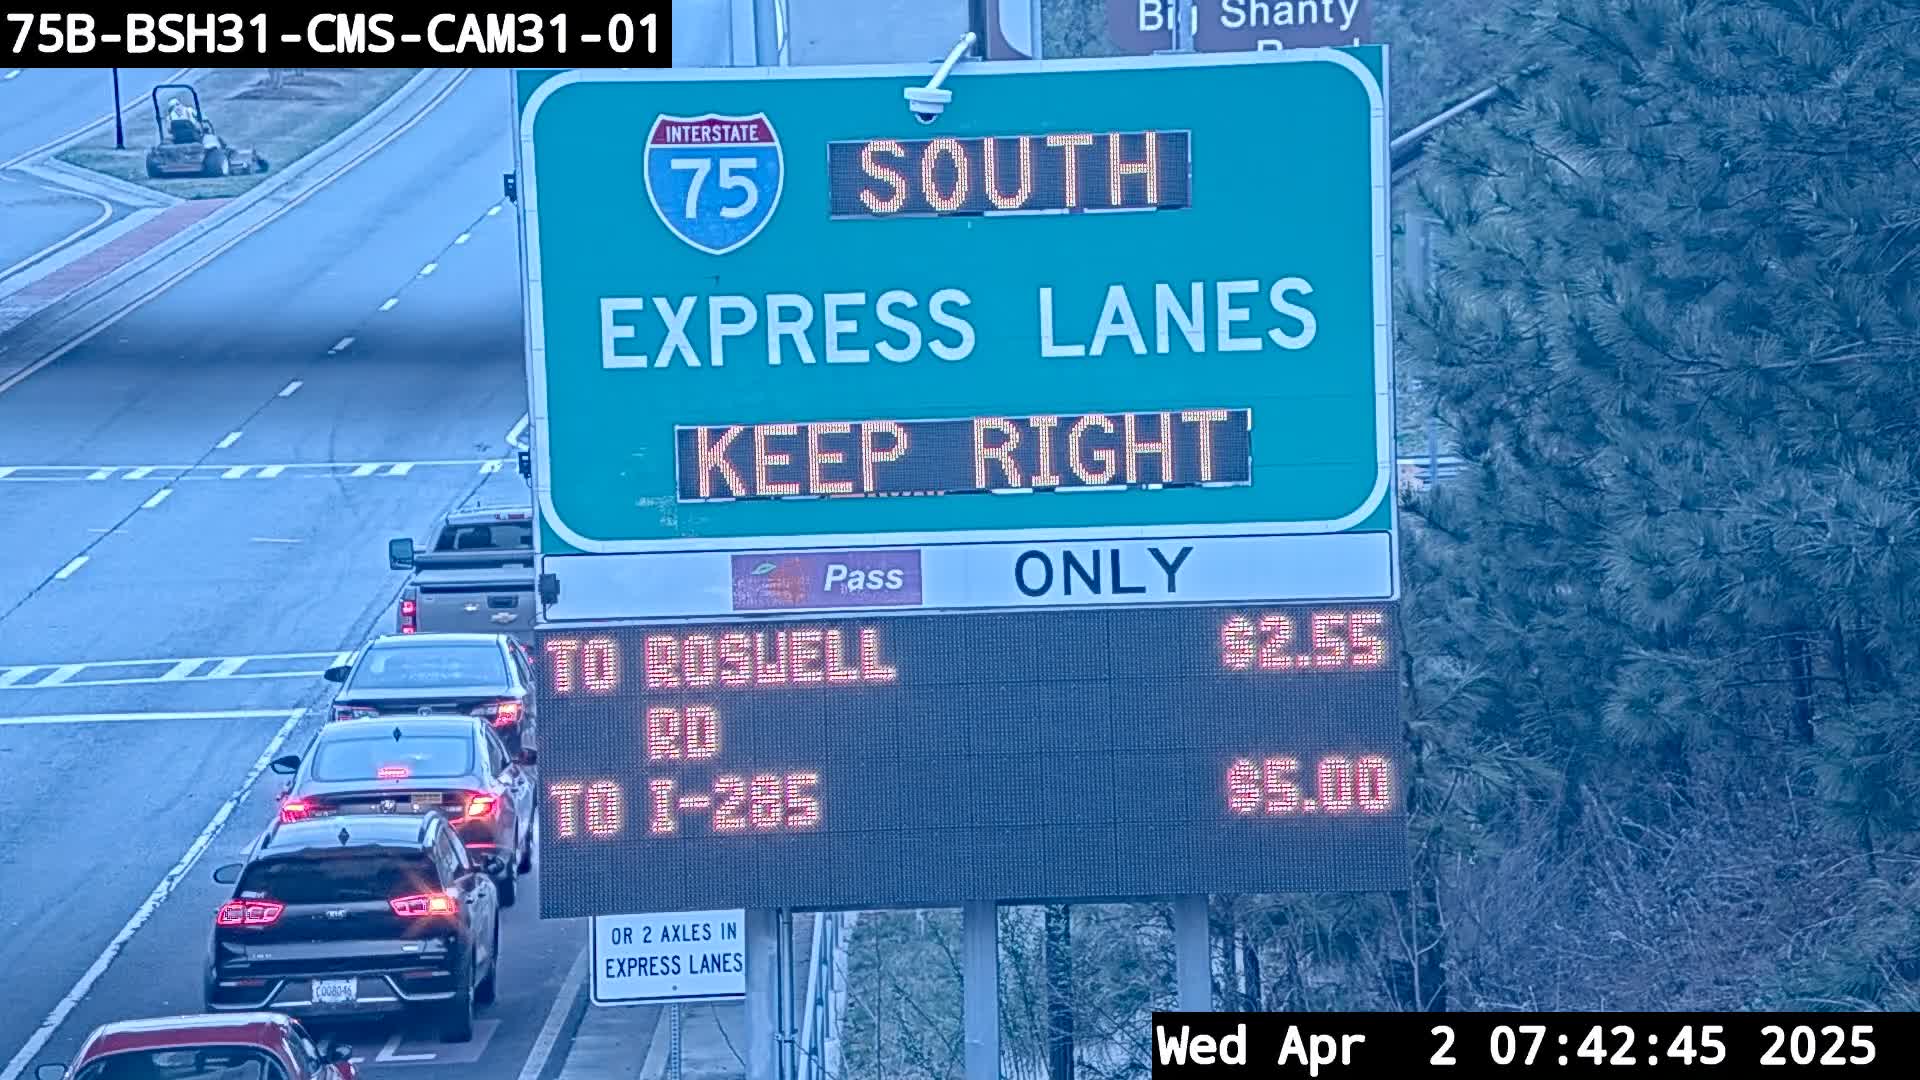 75B-BSH31-CMS-CAM31-01
Big Shanty
INTERSTATE
75
SOUTH
EXPRESS LANES
KEEP RIGHT
Pass ONLY
TO ROSWELL $2.55
RD
TO I-285 $5.00
OR 2 AXLES IN
EXPRESS LANES
Wed Apr 2 07:42:45 2025